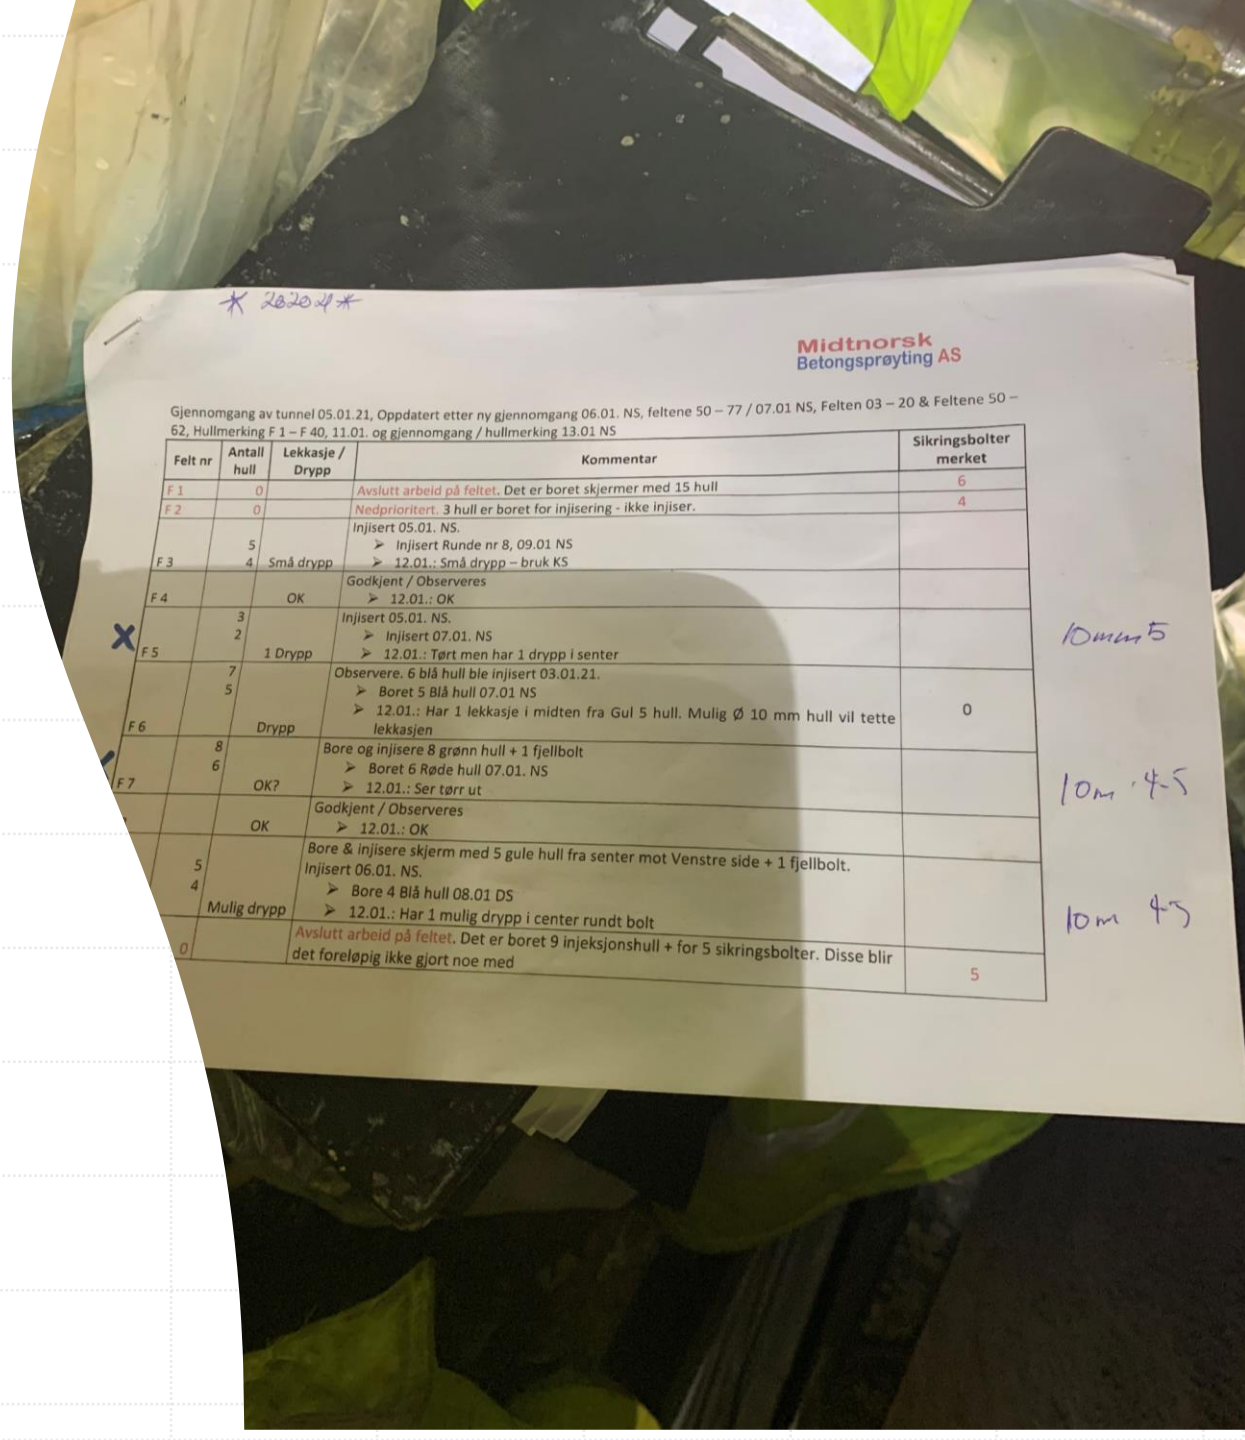 * 202021 *
Midtnorsk
Betongsprøyting AS
Gjennomgang av tunnel 05.01.21, Oppdatert etter ny gjennomgang 06.01. NS, feltene 50 – 77 / 07.01 NS, Felten 03 – 20 & Feltene 50 –
62, Hullmerking F 1 – F 40, 11.01. og gjennomgang / hullmerking 13.01 NS
Felt nr Antall hull Lekkasje / Drypp Kommentar Sikringsbolter merket
F 1 0 Avslutt arbeid på feltet. Det er boret skjermer med 15 hull 6
F 2 0 Nedprioritert. 3 hull er boret for injisering - ikke injiser. 4
Injisert 05.01. NS.
5 ➢ Injisert Runde nr 8, 09.01 NS
F 3 4 Små drypp ➢ 12.01.: Små drypp – bruk KS
Godkjent / Observeres
F 4 OK ➢ 12.01.: OK
3 Injisert 05.01. NS.
X 2 ➢ Injisert 07.01. NS 10mm 5
F 5 1 Drypp ➢ 12.01.: Tørt men har 1 drypp i senter
7 Observere. 6 blå hull ble injisert 03.01.21.
5 ➢ Boret 5 Blå hull 07.01 NS
➢ 12.01.: Har 1 lekkasje i midten fra Gul 5 hull. Mulig Ø 10 mm hull vil tette 0
F 6 Drypp lekkasjen
8 Bore og injisere 8 grønn hull + 1 fjellbolt
6 ➢ Boret 6 Røde hull 07.01. NS
F 7 OK? ➢ 12.01.: Ser tørr ut 10m 4-5
Godkjent / Observeres
OK ➢ 12.01.: OK
Bore & injisere skjerm med 5 gule hull fra senter mot Venstre side + 1 fjellbolt.
5 Injisert 06.01. NS.
4 ➢ Bore 4 Blå hull 08.01 DS
Mulig drypp ➢ 12.01.: Har 1 mulig drypp i center rundt bolt 10m 4-5
0 Avslutt arbeid på feltet. Det er boret 9 injeksjonshull + for 5 sikringsbolter. Disse blir
det foreløpig ikke gjort noe med 5